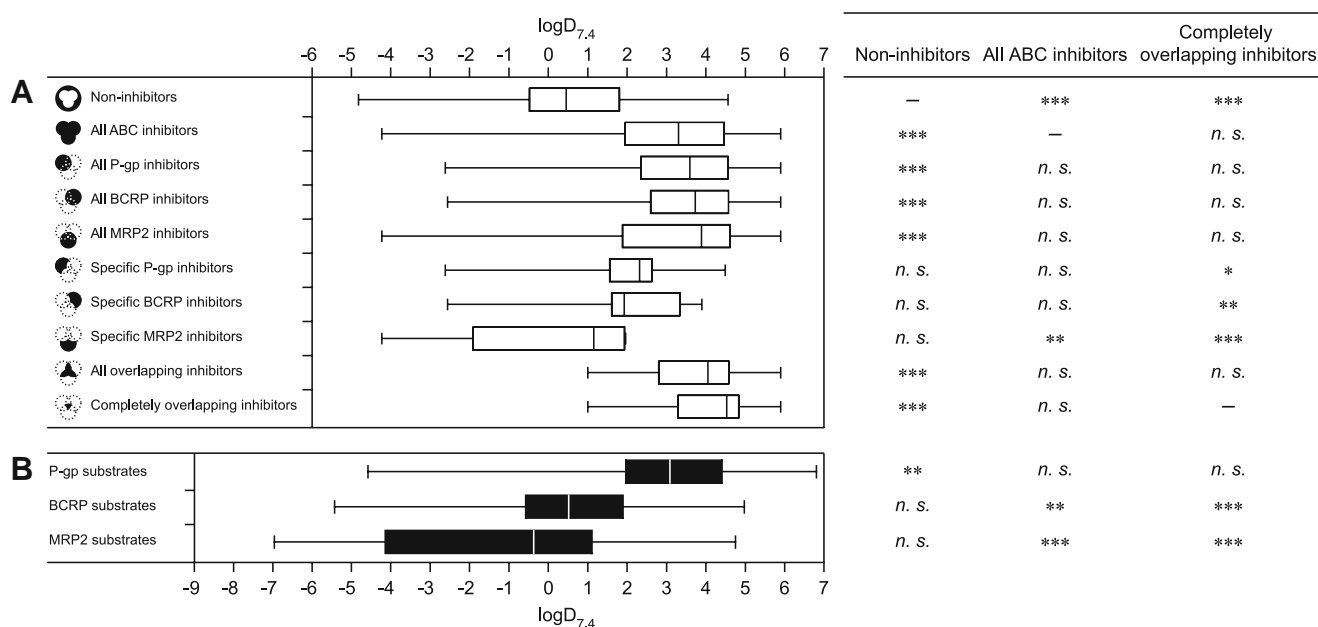 logD7.4
-6 -5 -4 -3 -2 -1 0 1 2 3 4 5 6 7
Non-inhibitors All ABC inhibitors Completely overlapping inhibitors
A
Non-inhibitors – *** ***
All ABC inhibitors *** – n. s.
All P-gp inhibitors *** n. s. n. s.
All BCRP inhibitors *** n. s. n. s.
All MRP2 inhibitors *** n. s. n. s.
Specific P-gp inhibitors n. s. n. s. *
Specific BCRP inhibitors n. s. n. s. **
Specific MRP2 inhibitors n. s. ** ***
All overlapping inhibitors *** n. s. n. s.
Completely overlapping inhibitors *** n. s. –
B
P-gp substrates ** n. s. n. s.
BCRP substrates n. s. ** ***
MRP2 substrates n. s. *** ***
-9 -8 -7 -6 -5 -4 -3 -2 -1 0 1 2 3 4 5 6 7
logD7.4